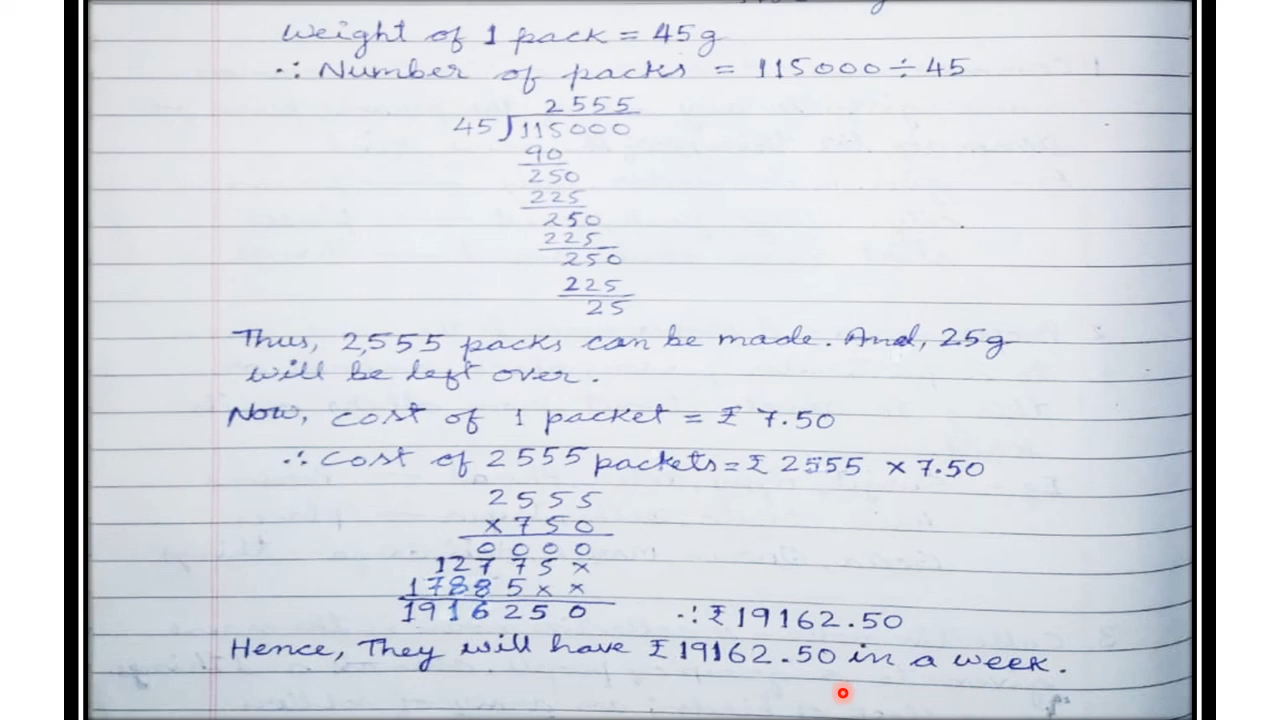 Weight of 1 pack = 45g
∴ Number of packs = 115000 ÷ 45
2555
45 ) 115000
90
250
225
250
225
250
225
25
Thus, 2,555 packs can be made. And, 25g
will be left over.
Now, cost of 1 packet = ₹ 7.50
∴ cost of 2555 packets = ₹ 2555 × 7.50
2555
×750
0000
12775×
17885××
1916250 ∴ ₹19162.50
Hence, They will have ₹19162.50 in a week.